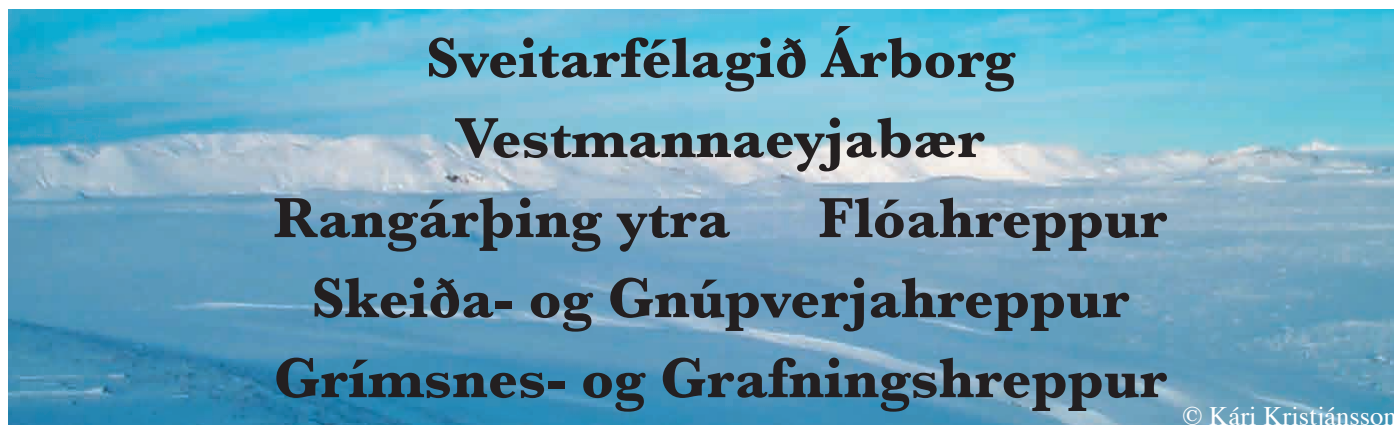 Sveitarfélagið Árborg
Vestmannaeyjabær
Rangárþing ytra Flóahreppur
Skeiða- og Gnúpverjahreppur
Grímsnes- og Grafningshreppur
© Kári Kristjánsson